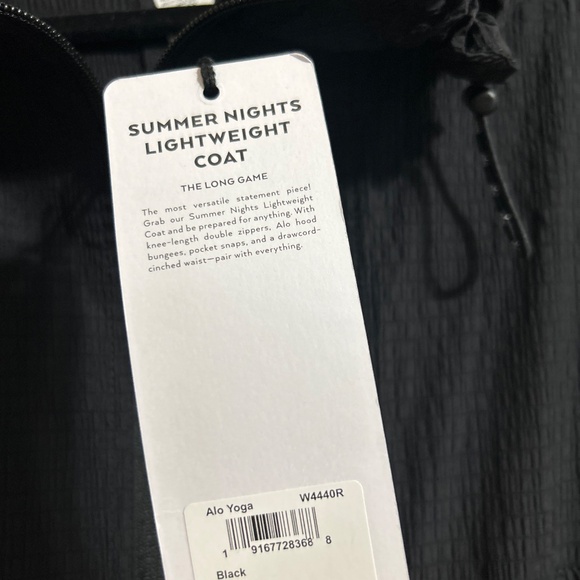 SUMMER NIGHTS
LIGHTWEIGHT
COAT
THE LONG GAME
The most versatile statement piece!
Grab our Summer Nights Lightweight
Coat and be prepared for anything. With
knee-length double zippers, Alo hood
bungees, pocket snaps, and a drawcord-
cinched waist—pair with everything.
Alo Yoga W4440R
1 9167728368 8
Black